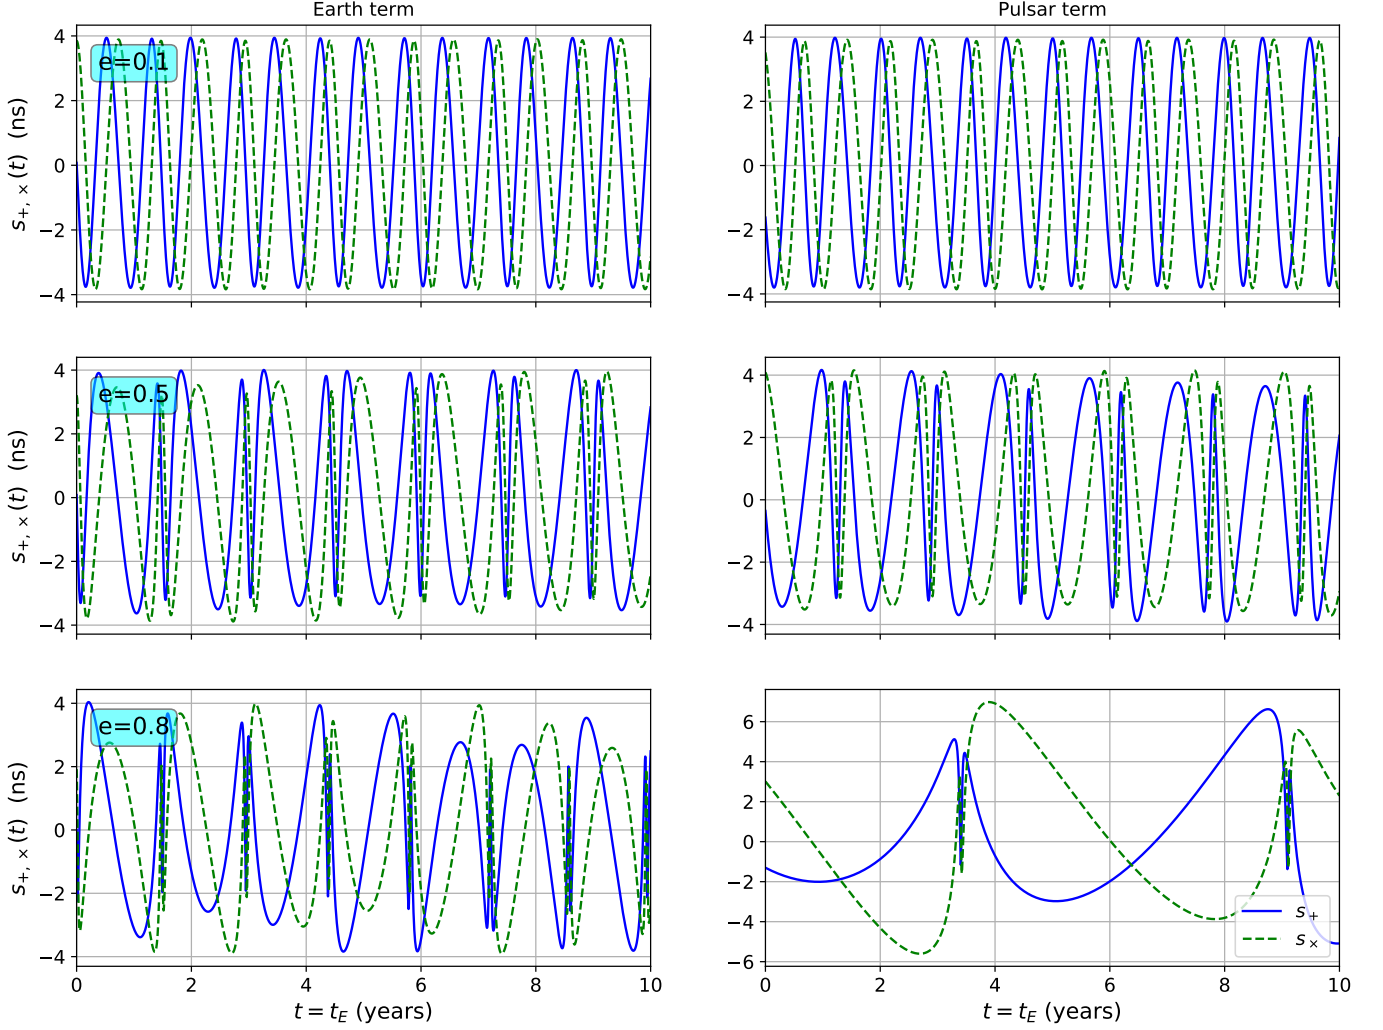 Earth term
Pulsar term
4
2
0
−2
−4
s+, ×(t) (ns)
e=0.1
4
2
0
−2
−4
4
2
0
−2
−4
s+, ×(t) (ns)
e=0.5
4
2
0
−2
−4
4
2
0
−2
−4
s+, ×(t) (ns)
e=0.8
6
4
2
0
−2
−4
−6
s+
s×
0 2 4 6 8 10
t = tE (years)
0 2 4 6 8 10
t = tE (years)